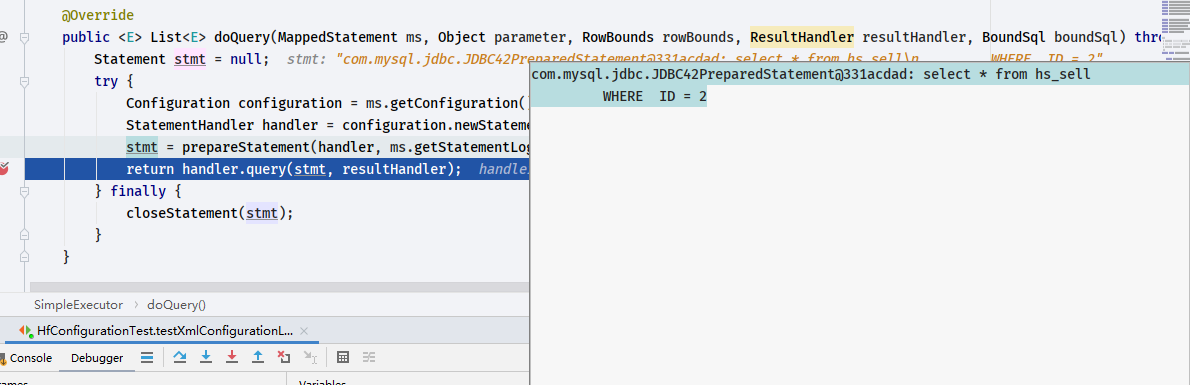 @Override
public <E> List<E> doQuery(MappedStatement ms, Object parameter, RowBounds rowBounds, ResultHandler resultHandler, BoundSql boundSql) thro
Statement stmt = null; stmt: "com.mysql.jdbc.JDBC42PreparedStatement@331acdad: select * from hs_sell\n WHERE ID = 2"
com.mysql.jdbc.JDBC42PreparedStatement@331acdad: select * from hs_sell
WHERE ID = 2
try {
Configuration configuration = ms.getConfiguration(
StatementHandler handler = configuration.newStateme
stmt = prepareStatement(handler, ms.getStatementLog
return handler.query(stmt, resultHandler); handle
} finally {
closeStatement(stmt);
}
}
SimpleExecutor > doQuery()
HfConfigurationTest.testXmlConfigurationL... ×
Console Debugger
Variables